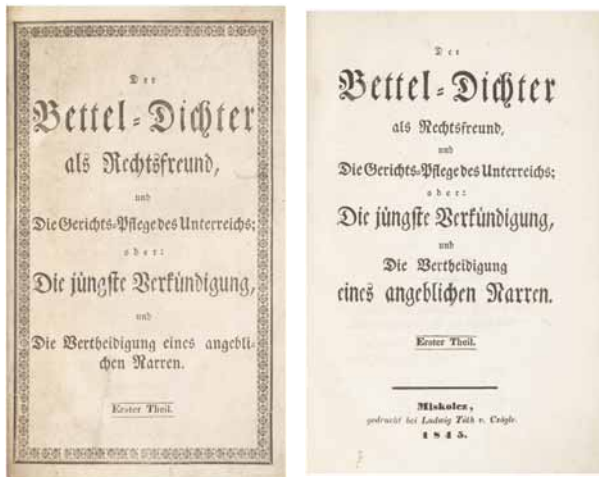 Der
Bettel=Dichter
als Rechtsfreund,
und
Die Gerichts=Pflege des Unterreichs;
oder:
Die jüngste Verkündigung,
und
Die Vertheidigung eines angebli=
chen Narren.
Erster Theil.
Der
Bettel=Dichter
als Rechtsfreund,
und
Die Gerichts=Pflege des Unterreichs;
oder:
Die jüngste Verkündigung,
und
Die Vertheidigung
eines angeblichen Narren.
Erster Theil.
Miskolcz,
gedruckt bei Ludwig Tóth v. Czégle.
1845.